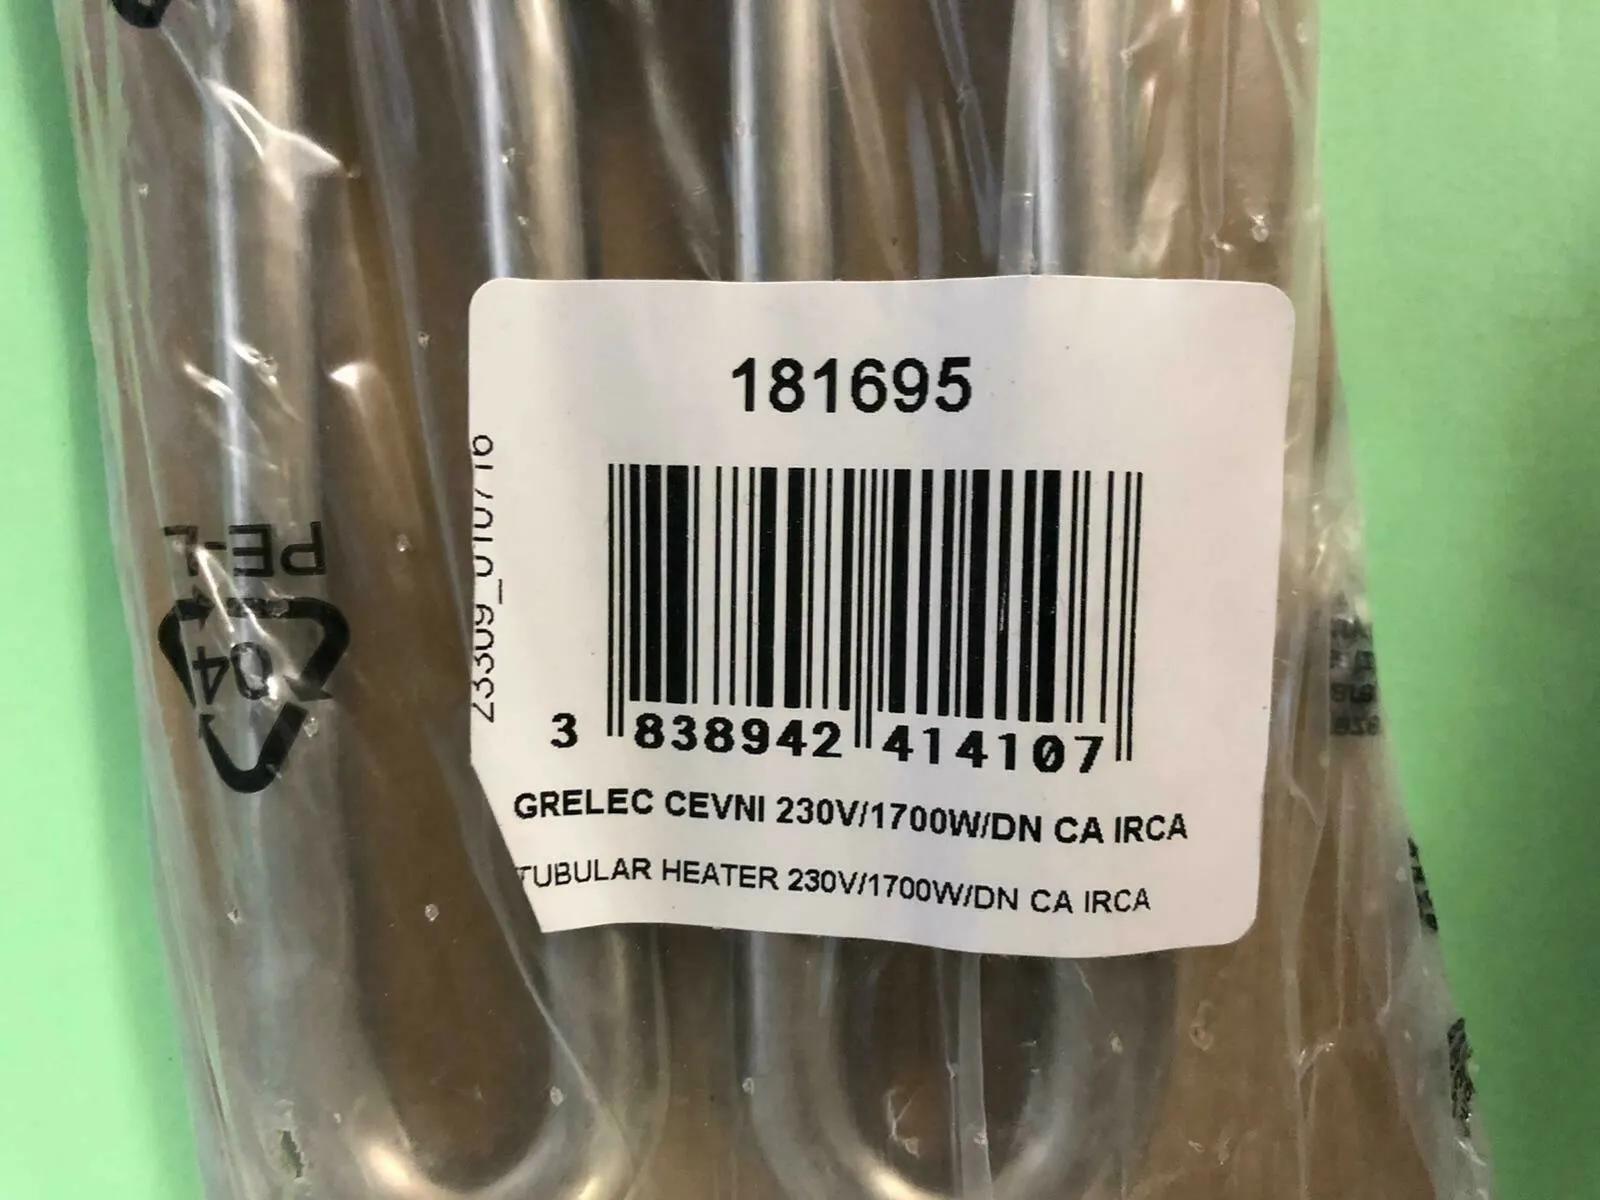 181695
23309_010716
3 838942 414107
GRELEC CEVNI 230V/1700W/DN CA IRCA
TUBULAR HEATER 230V/1700W/DN CA IRCA
PE-L
04